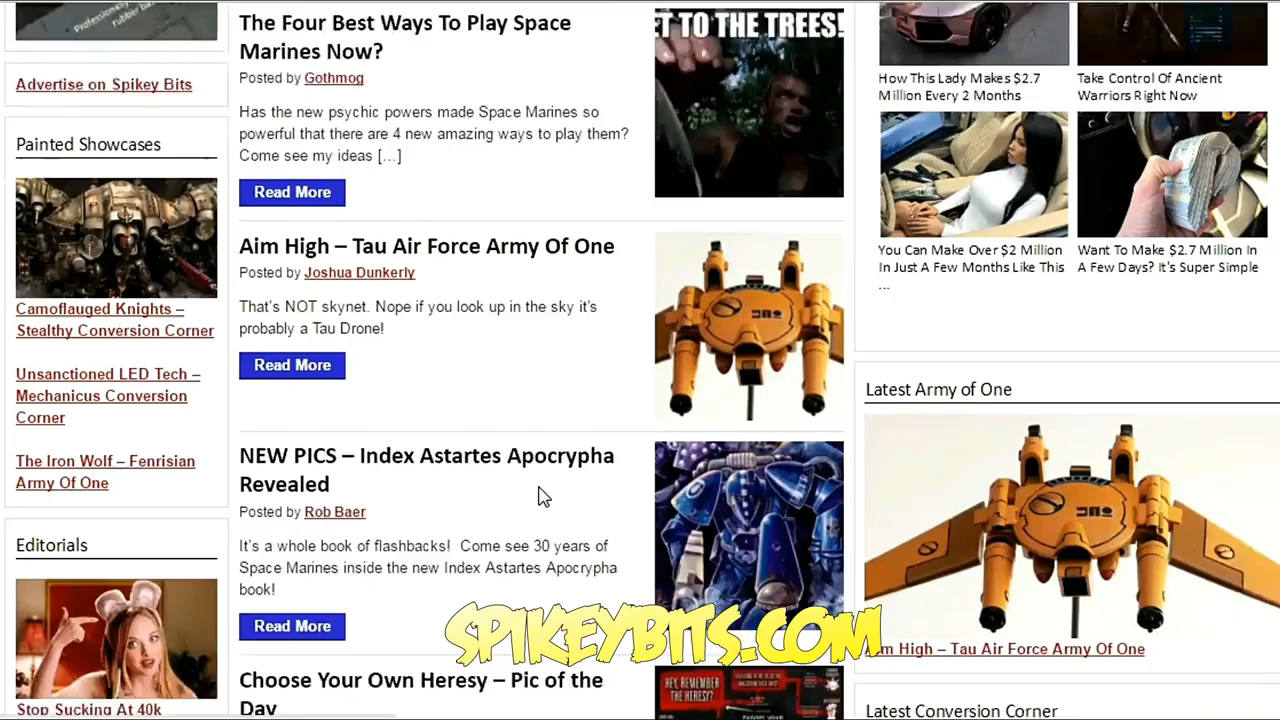 Professionally
rubber ba
Advertise on Spikey Bits
Painted Showcases
Camoflauged Knights –
Stealthy Conversion Corner
Unsanctioned LED Tech –
Mechanicus Conversion
Corner
The Iron Wolf – Fenrisian
Army Of One
Editorials
The Four Best Ways To Play Space
Marines Now?
Posted by Gothmog
Has the new psychic powers made Space Marines so
powerful that there are 4 new amazing ways to play them?
Come see my ideas […]
Read More
ET TO THE TREES!
Aim High – Tau Air Force Army Of One
Posted by Joshua Dunkerly
That's NOT skynet. Nope if you look up in the sky it's
probably a Tau Drone!
Read More
NEW PICS – Index Astartes Apocrypha
Revealed
Posted by Rob Baer
It's a whole book of flashbacks! Come see 30 years of
Space Marines inside the new Index Astartes Apocrypha
book!
Read More
SPIKEYBITS.COM
Choose Your Own Heresy – Pic of the
Day
HEY, REMEMBER
THE HERESY?
How This Lady Makes $2.7
Million Every 2 Months
Take Control Of Ancient
Warriors Right Now
You Can Make Over $2 Million
In Just A Few Months Like This
...
Want To Make $2.7 Million In
A Few Days? It's Super Simple
Latest Army of One
Aim High – Tau Air Force Army Of One
Latest Conversion Corner